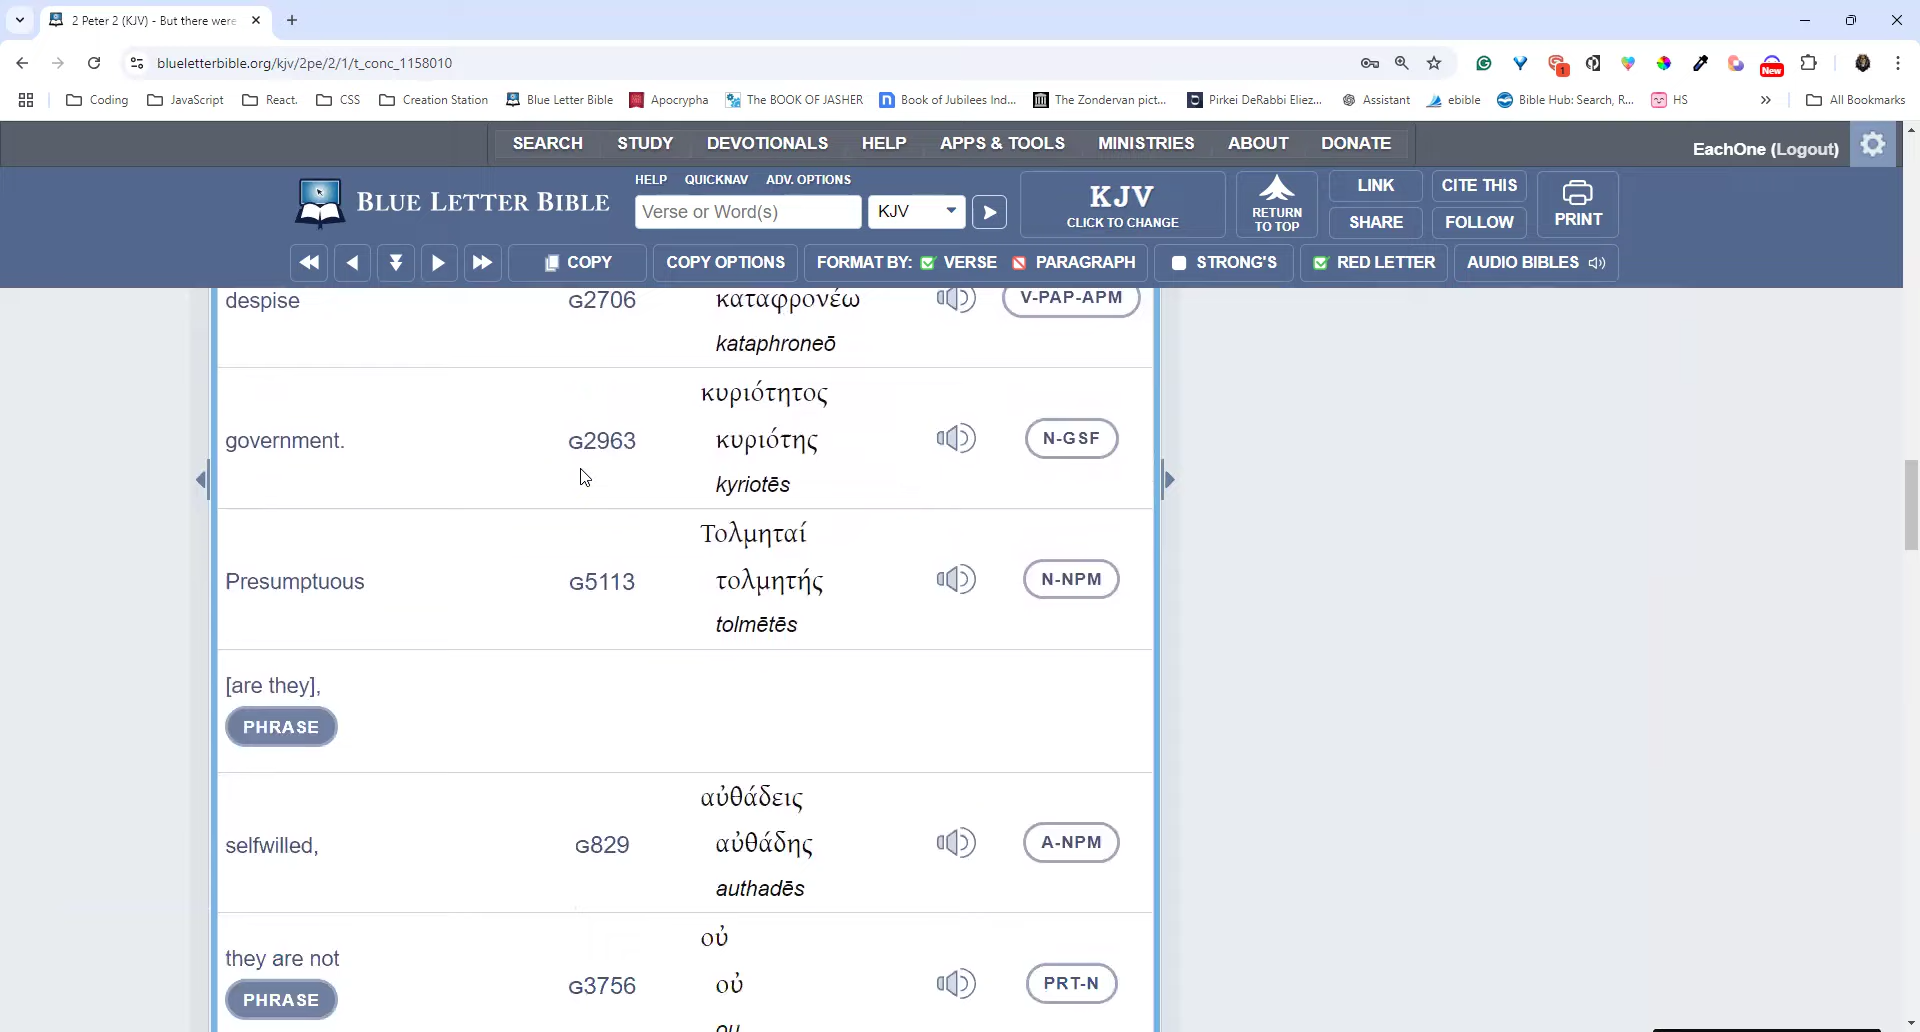 2 Peter 2 (KJV) - But there were
blueletterbible.org/kjv/2pe/2/1/t_conc_1158010
1
New
Coding
JavaScript
React.
CSS
Creation Station
Blue Letter Bible
Apocrypha
The BOOK OF JASHER
Book of Jubilees Ind...
The Zondervan pict...
Pirkei DeRabbi Eliez...
Assistant
ebible
Bible Hub: Search, R...
HS
All Bookmarks
SEARCH STUDY DEVOTIONALS HELP APPS & TOOLS MINISTRIES ABOUT DONATE
EachOne (Logout)
BLUE LETTER BIBLE
HELP QUICKNAV ADV. OPTIONS
Verse or Word(s)
KJV
KJV
CLICK TO CHANGE
RETURN
TO TOP
LINK
CITE THIS
SHARE
FOLLOW
PRINT
COPY
COPY OPTIONS
FORMAT BY: VERSE PARAGRAPH
STRONG'S
RED LETTER
AUDIO BIBLES
despise G2706 καταφρονέω V-PAP-APM
kataphroneō
κυριότητος
government. G2963 κυριότης N-GSF
kyriotēs
Τολμηταί
Presumptuous G5113 τολμητής N-NPM
tolmētēs
[are they],
PHRASE
αὐθάδεις
selfwilled, G829 αὐθάδης A-NPM
authadēs
οὐ
they are not
PHRASE
G3756 οὐ PRT-N
ou